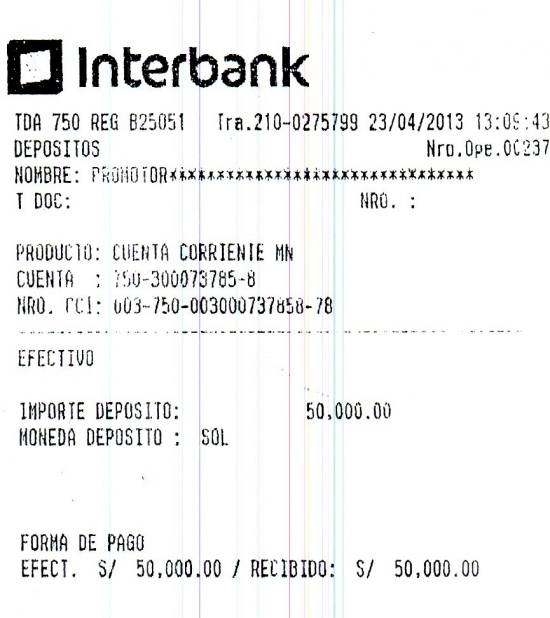 Interbank
TDA 750 REG B25051 Tra.210-0275799 23/04/2013 13:09:43
DEPOSITOS Nro.Ope.00237
NOMBRE: PROMOTOR**********************************
T DOC: NRO. :
PRODUCTO: CUENTA CORRIENTE MN
CUENTA : 750-300073785-8
NRO. CCI: 003-750-003000737858-78
EFECTIVO
IMPORTE DEPOSITO: 50,000.00
MONEDA DEPOSITO : SOL
FORMA DE PAGO
EFECT. S/ 50,000.00 / RECIBIDO: S/ 50,000.00